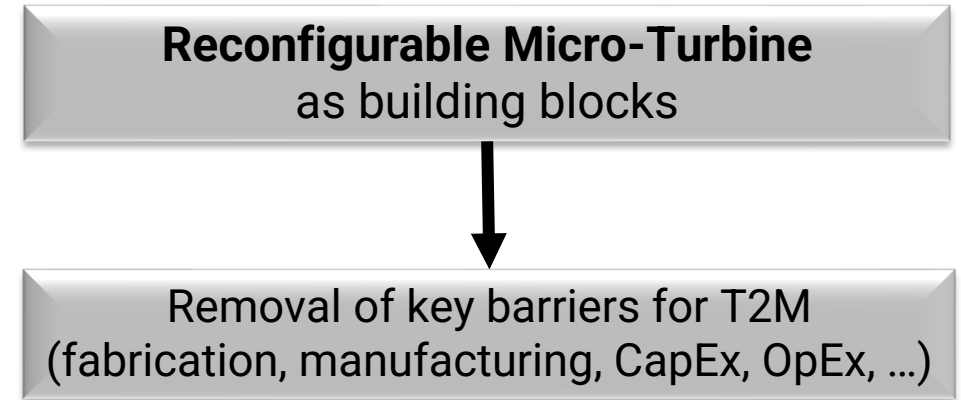 Reconfigurable Micro-Turbine
as building blocks
Removal of key barriers for T2M
(fabrication, manufacturing, CapEx, OpEx, …)